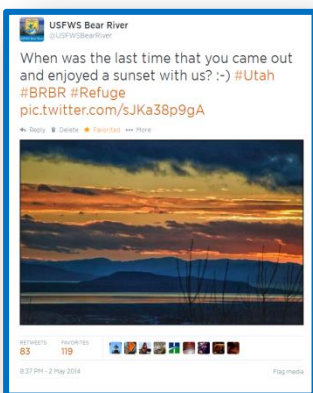 USFWS Bear River
@USFWSBearRiver
When was the last time that you came out
and enjoyed a sunset with us? :-) #Utah
#BRBR #Refuge
pic.twitter.com/sJKa38p9gA
Reply Delete Favorited More
RETWEETS FAVORITES
83 119
8:37 PM - 2 May 2014 Flag media